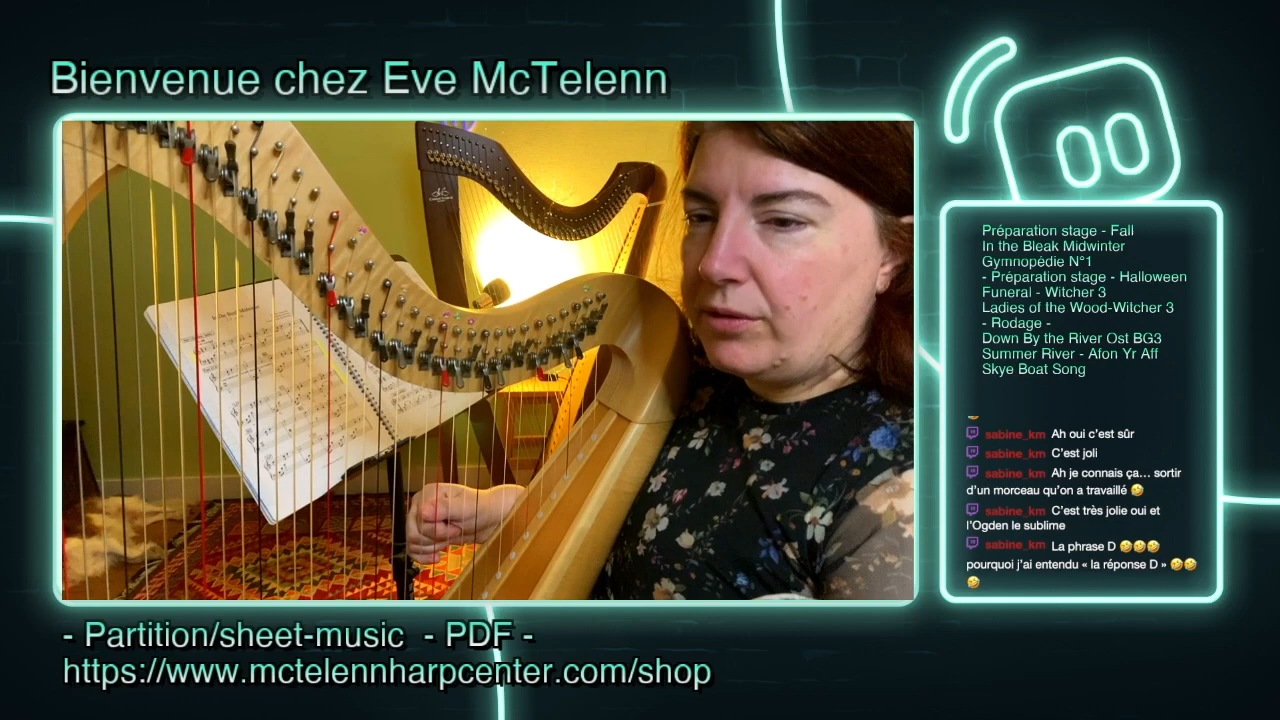 Bienvenue chez Eve McTelenn
Préparation stage - Fall
In the Bleak Midwinter
Gymnopédie N°1
- Préparation stage - Halloween
Funeral - Witcher 3
Ladies of the Wood-Witcher 3
- Rodage -
Down By the River Ost BG3
Summer River - Afon Yr Aff
Skye Boat Song
sabine_km Ah oui c'est sûr
sabine_km C'est joli
sabine_km Ah je connais ça… sortir
d'un morceau qu'on a travaillé 🤣
sabine_km C'est très jolie oui et
l'Ogden le sublime
sabine_km La phrase D 🤣🤣🤣
pourquoi j'ai entendu « la réponse D » 🤣🤣
🤣
- Partition/sheet-music - PDF -
https://www.mctelennharpcenter.com/shop